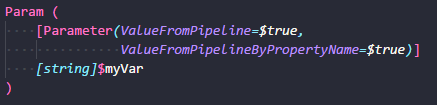 Param (
    [Parameter(ValueFromPipeline=$true,
               ValueFromPipelineByPropertyName=$true)]
    [string]$myVar
)